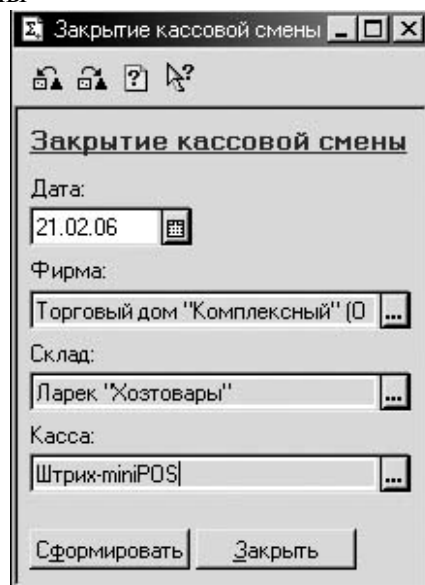 ты
Закрытие кассовой смены
Закрытие кассовой смены
Дата:
21.02.06
Фирма:
Торговый дом "Комплексный" (О ...
Склад:
Ларек "Хозтовары" ...
Касса:
Штрих-miniPOS ...
Сформировать Закрыть